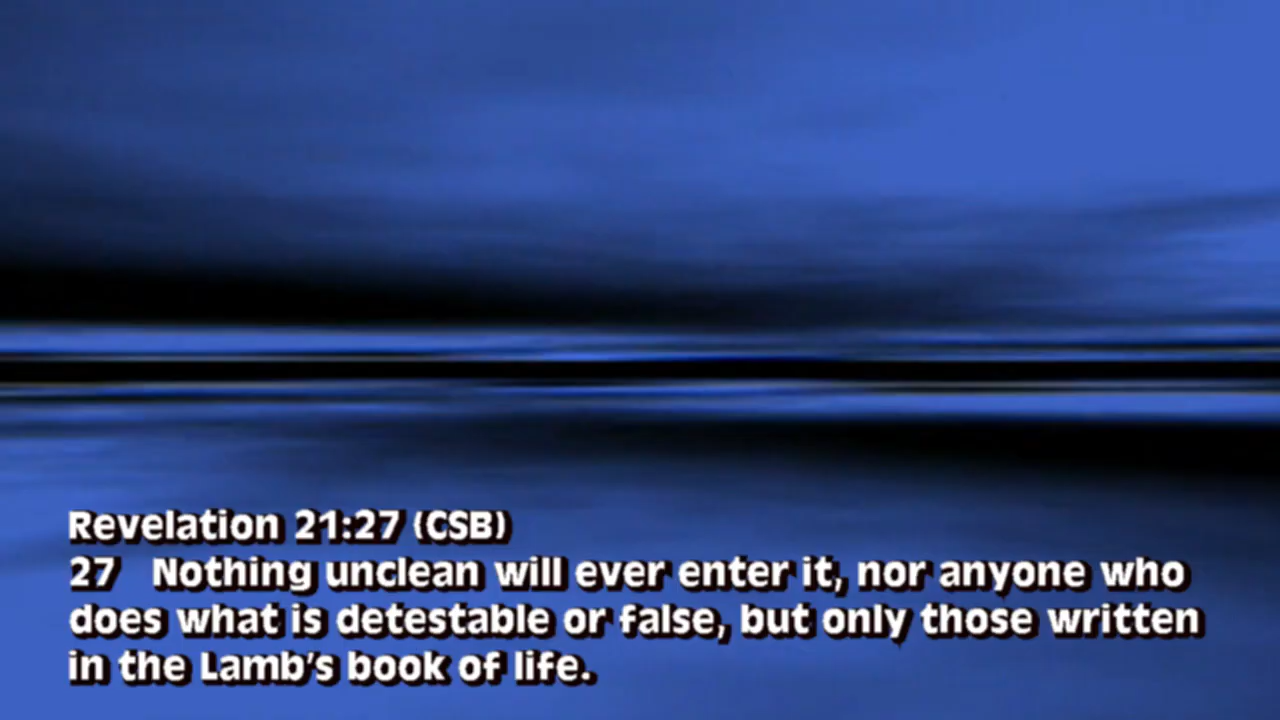 Revelation 21:27 (CSB)
27 Nothing unclean will ever enter it, nor anyone who
does what is detestable or false, but only those written
in the Lamb’s book of life.